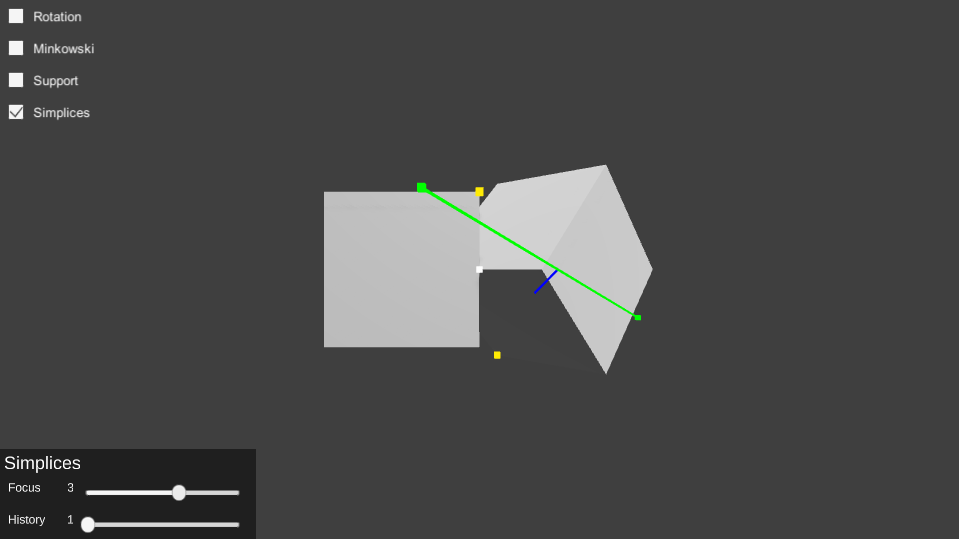 Rotation
Minkowski
Support
Simplices
Simplices
Focus 3
History 1